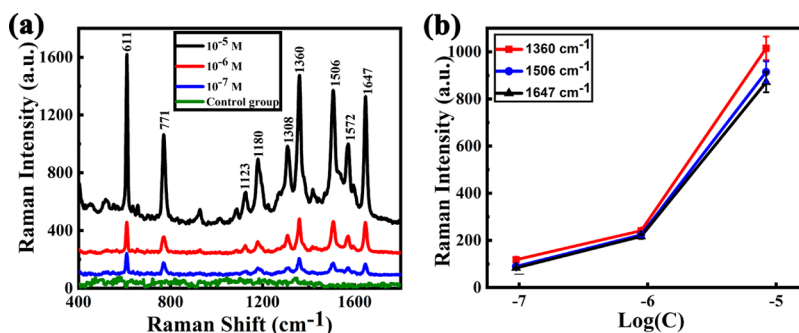 (a)
Raman Intensity (a.u.)
1600
1200
800
400
0
611
771
1123
1180
1308
1360
1506
1572
1647
10⁻⁵ M
10⁻⁶ M
10⁻⁷ M
Control group
400
800
1200
1600
Raman Shift (cm⁻¹)
(b)
Raman Intensity (a.u.)
1000
800
600
400
200
0
1360 cm⁻¹
1506 cm⁻¹
1647 cm⁻¹
-7
-6
-5
Log(C)